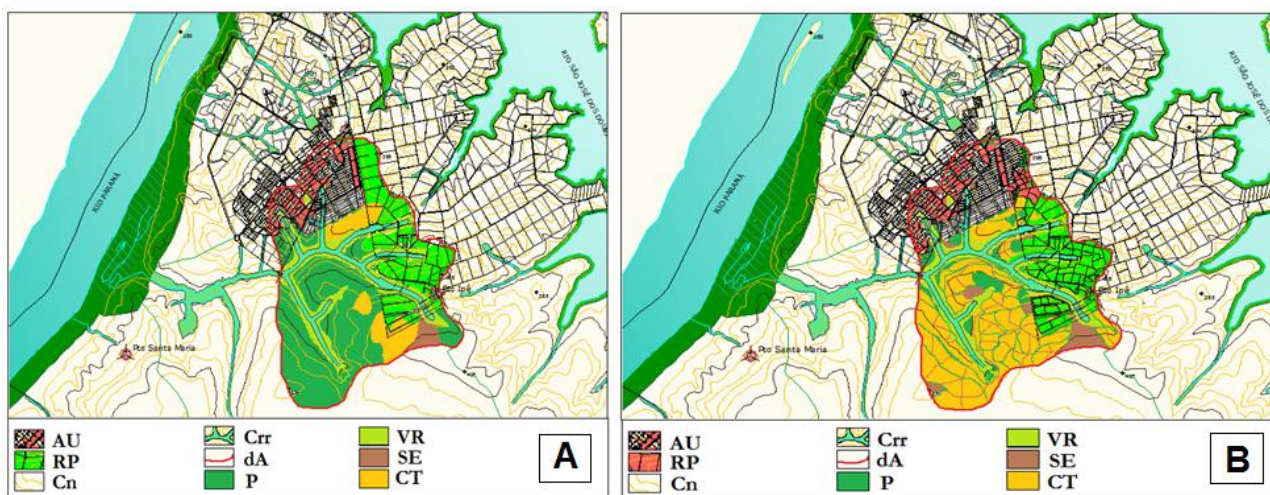 RIO PARANÁ
RIO SÃO JOSÉ DOS DOURADOS
Pto Santa Maria
AU
RP
Cn
Crr
dA
P
VR
SE
CT
A
RIO PARANÁ
RIO SÃO JOSÉ DOS
Pto Santa Maria
AU
RP
Cn
Crr
dA
P
VR
SE
CT
B